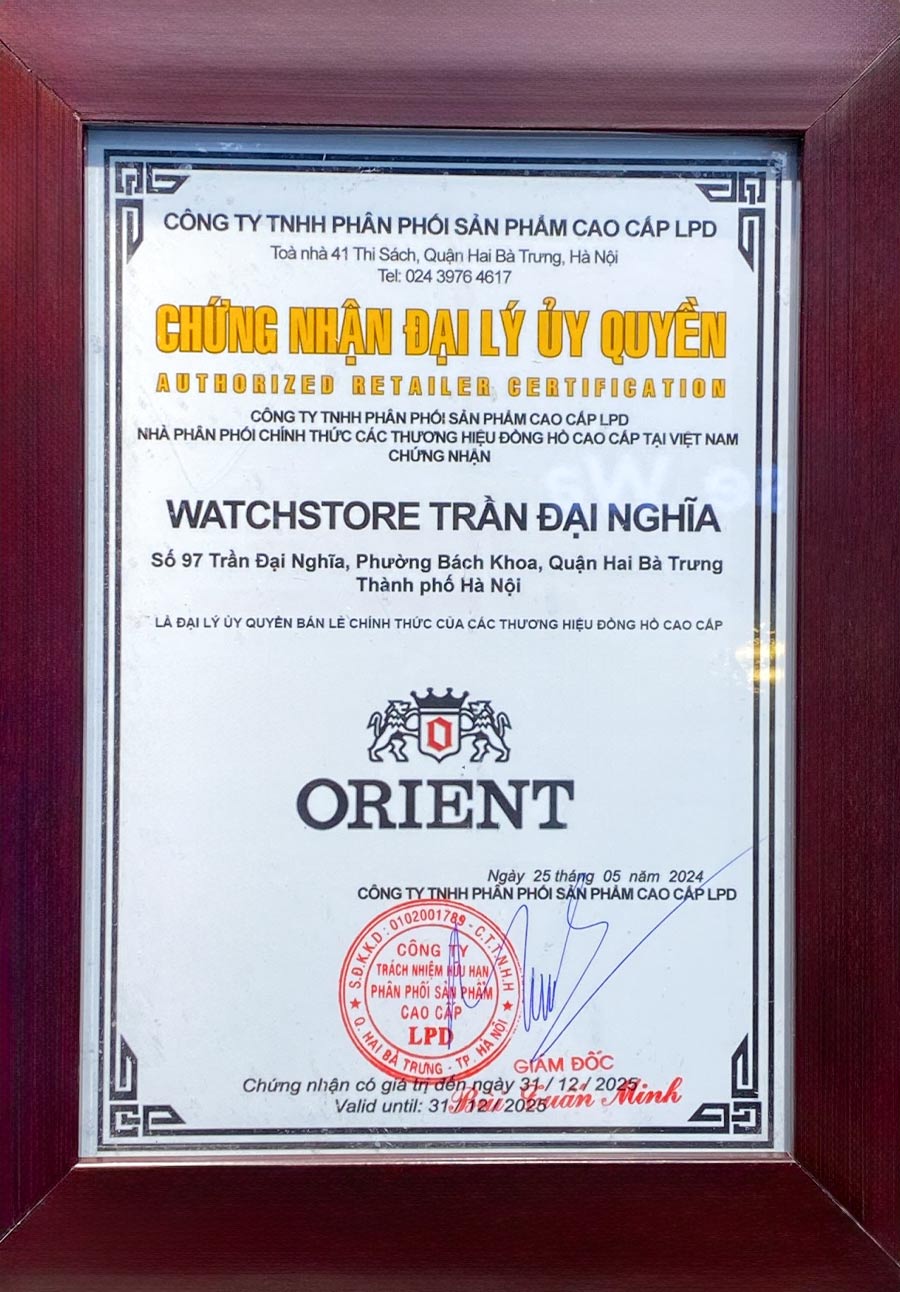 CÔNG TY TNHH PHÂN PHỐI SẢN PHẨM CAO CẤP LPD
Toà nhà 41 Thi Sách, Quận Hai Bà Trưng, Hà Nội
Tel: 024 3976 4617
CHỨNG NHẬN ĐẠI LÝ ỦY QUYỀN
AUTHORIZED RETAILER CERTIFICATION
CÔNG TY TNHH PHÂN PHỐI SẢN PHẨM CAO CẤP LPD
NHÀ PHÂN PHỐI CHÍNH THỨC CÁC THƯƠNG HIỆU ĐỒNG HỒ CAO CẤP TẠI VIỆT NAM
CHỨNG NHẬN
WATCHSTORE TRẦN ĐẠI NGHĨA
Số 97 Trần Đại Nghĩa, Phường Bách Khoa, Quận Hai Bà Trưng
Thành phố Hà Nội
LÀ ĐẠI LÝ ỦY QUYỀN BÁN LẺ CHÍNH THỨC CỦA CÁC THƯƠNG HIỆU ĐỒNG HỒ CAO CẤP
ORIENT
Ngày 25 tháng 05 năm 2024
CÔNG TY TNHH PHÂN PHỐI SẢN PHẨM CAO CẤP LPD
S.Đ.K.K.D: 0102001789 - C.T.T.N.H.H
CÔNG TY
TRÁCH NHIỆM HỮU HẠN
PHÂN PHỐI SẢN PHẨM
CAO CẤP
LPD
Q. HAI BÀ TRƯNG - TP. HÀ NỘI
GIÁM ĐỐC
Tuấn Minh
Chứng nhận có giá trị đến ngày 31 / 12 / 2025
Valid until: 31 / 12 / 2025